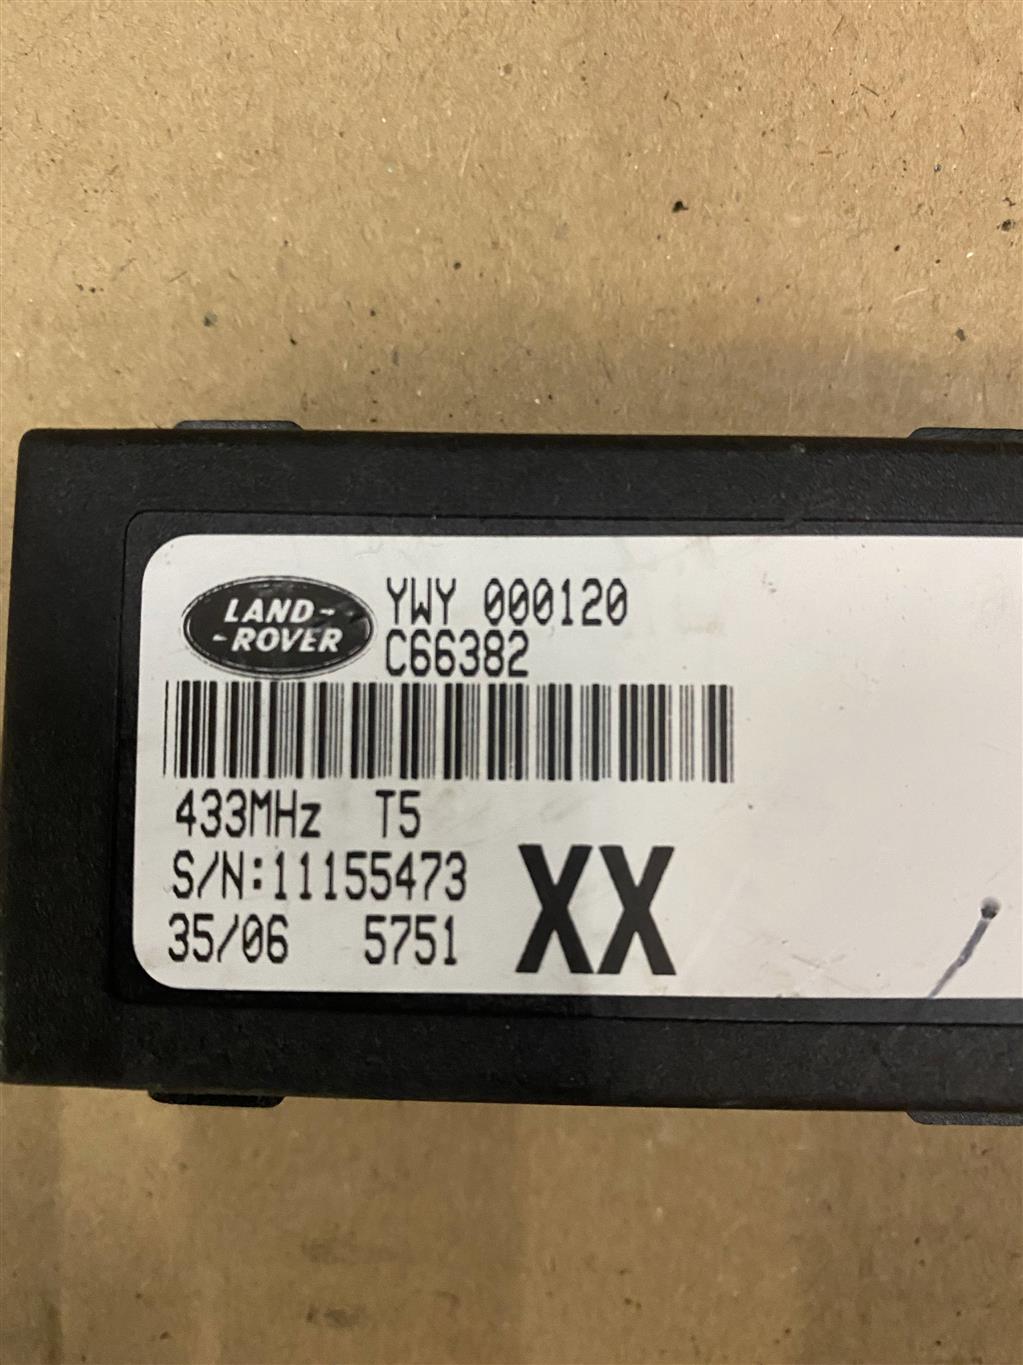 LAND-
-ROVER
YWY 000120
C66382
433MHz T5
S/N:11155473
35/06 5751
XX